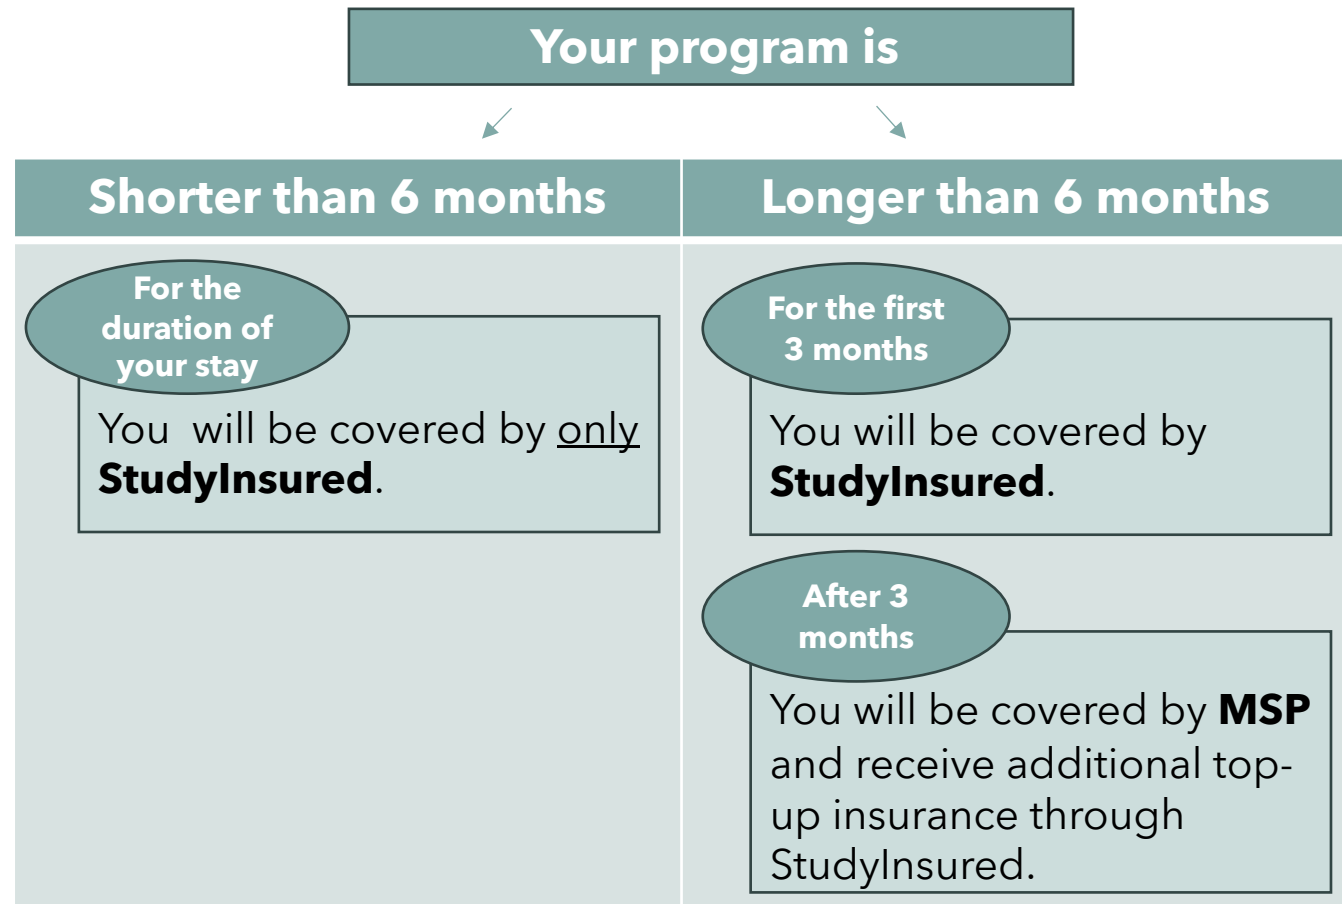 Your program is
Shorter than 6 months
Longer than 6 months
For the
duration of
your stay
You will be covered by only
StudyInsured.
For the first
3 months
You will be covered by
StudyInsured.
After 3
months
You will be covered by MSP
and receive additional top-
up insurance through
StudyInsured.